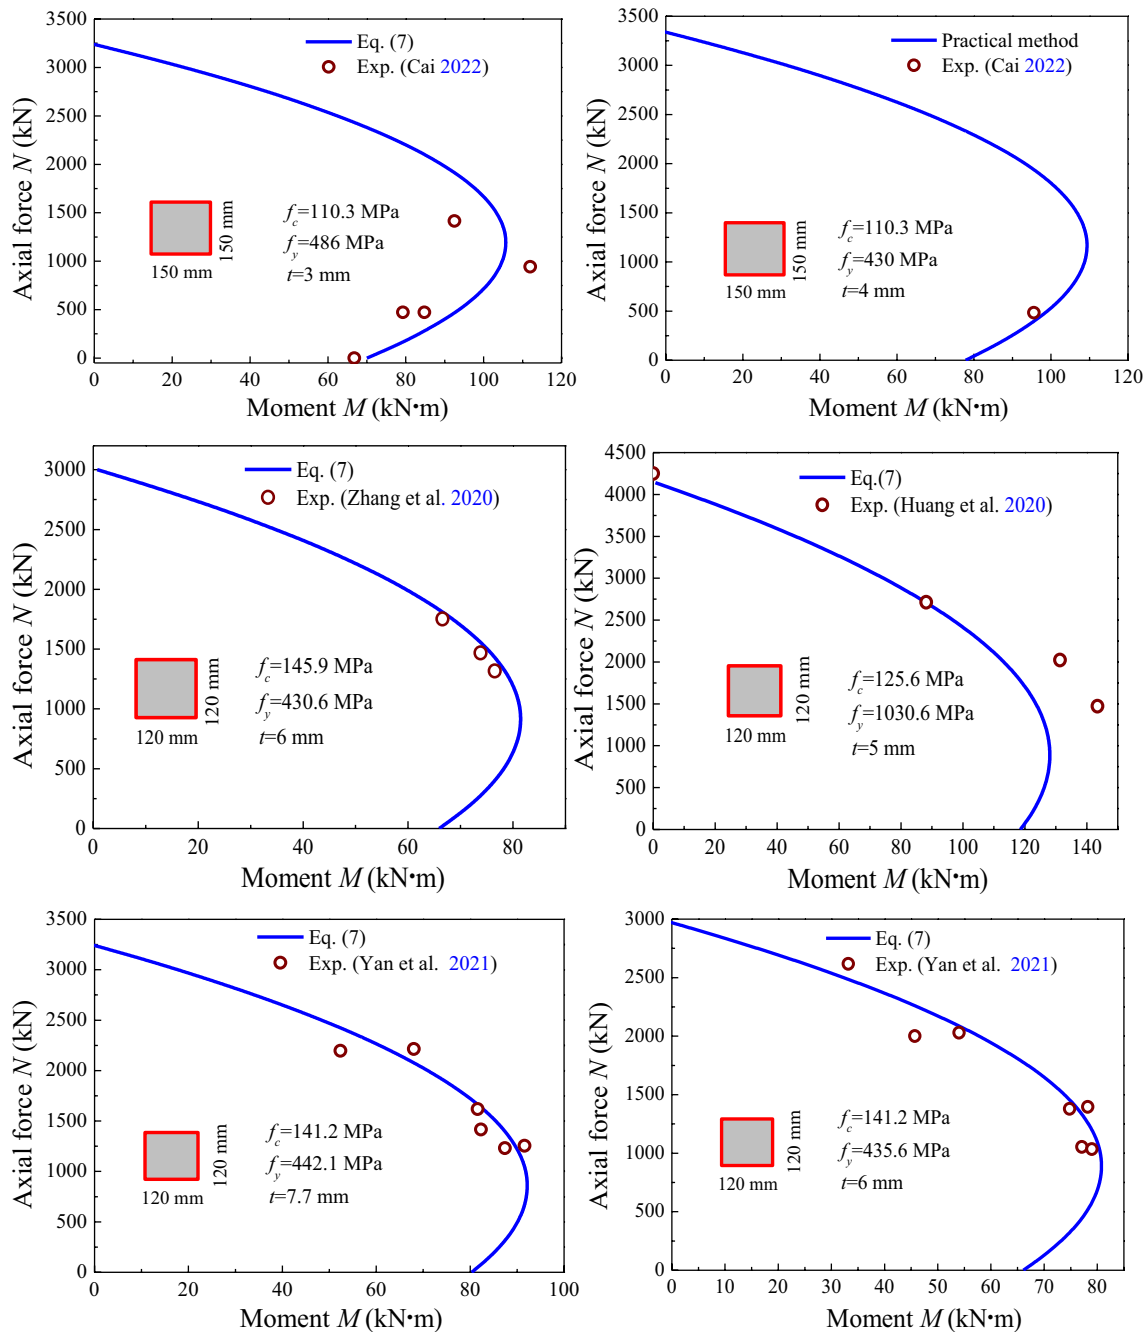 3500
3000
2500
2000
1500
1000
500
0
Axial force N (kN)
Eq. (7)
Exp. (Cai 2022)
150 mm
150 mm
f_c=110.3 MPa
f_y=486 MPa
t=3 mm
0 20 40 60 80 100 120
Moment M (kN•m)
3500
3000
2500
2000
1500
1000
500
0
Axial force N (kN)
Practical method
Exp. (Cai 2022)
150 mm
150 mm
f_c=110.3 MPa
f_y=430 MPa
t=4 mm
0 20 40 60 80 100 120
Moment M (kN•m)
3000
2500
2000
1500
1000
500
0
Axial force N (kN)
Eq. (7)
Exp. (Zhang et al. 2020)
120 mm
120 mm
f_c=145.9 MPa
f_y=430.6 MPa
t=6 mm
0 20 40 60 80
Moment M (kN•m)
4500
4000
3500
3000
2500
2000
1500
1000
500
0
Axial force N (kN)
Eq.(7)
Exp. (Huang et al. 2020)
120 mm
120 mm
f_c=125.6 MPa
f_y=1030.6 MPa
t=5 mm
0 20 40 60 80 100 120 140
Moment M (kN•m)
3500
3000
2500
2000
1500
1000
500
0
Axial force N (kN)
Eq. (7)
Exp. (Yan et al. 2021)
120 mm
120 mm
f_c=141.2 MPa
f_y=442.1 MPa
t=7.7 mm
0 20 40 60 80 100
Moment M (kN•m)
3000
2500
2000
1500
1000
500
0
Axial force N (kN)
Eq. (7)
Exp. (Yan et al. 2021)
120 mm
120 mm
f_c=141.2 MPa
f_y=435.6 MPa
t=6 mm
0 10 20 30 40 50 60 70 80
Moment M (kN•m)